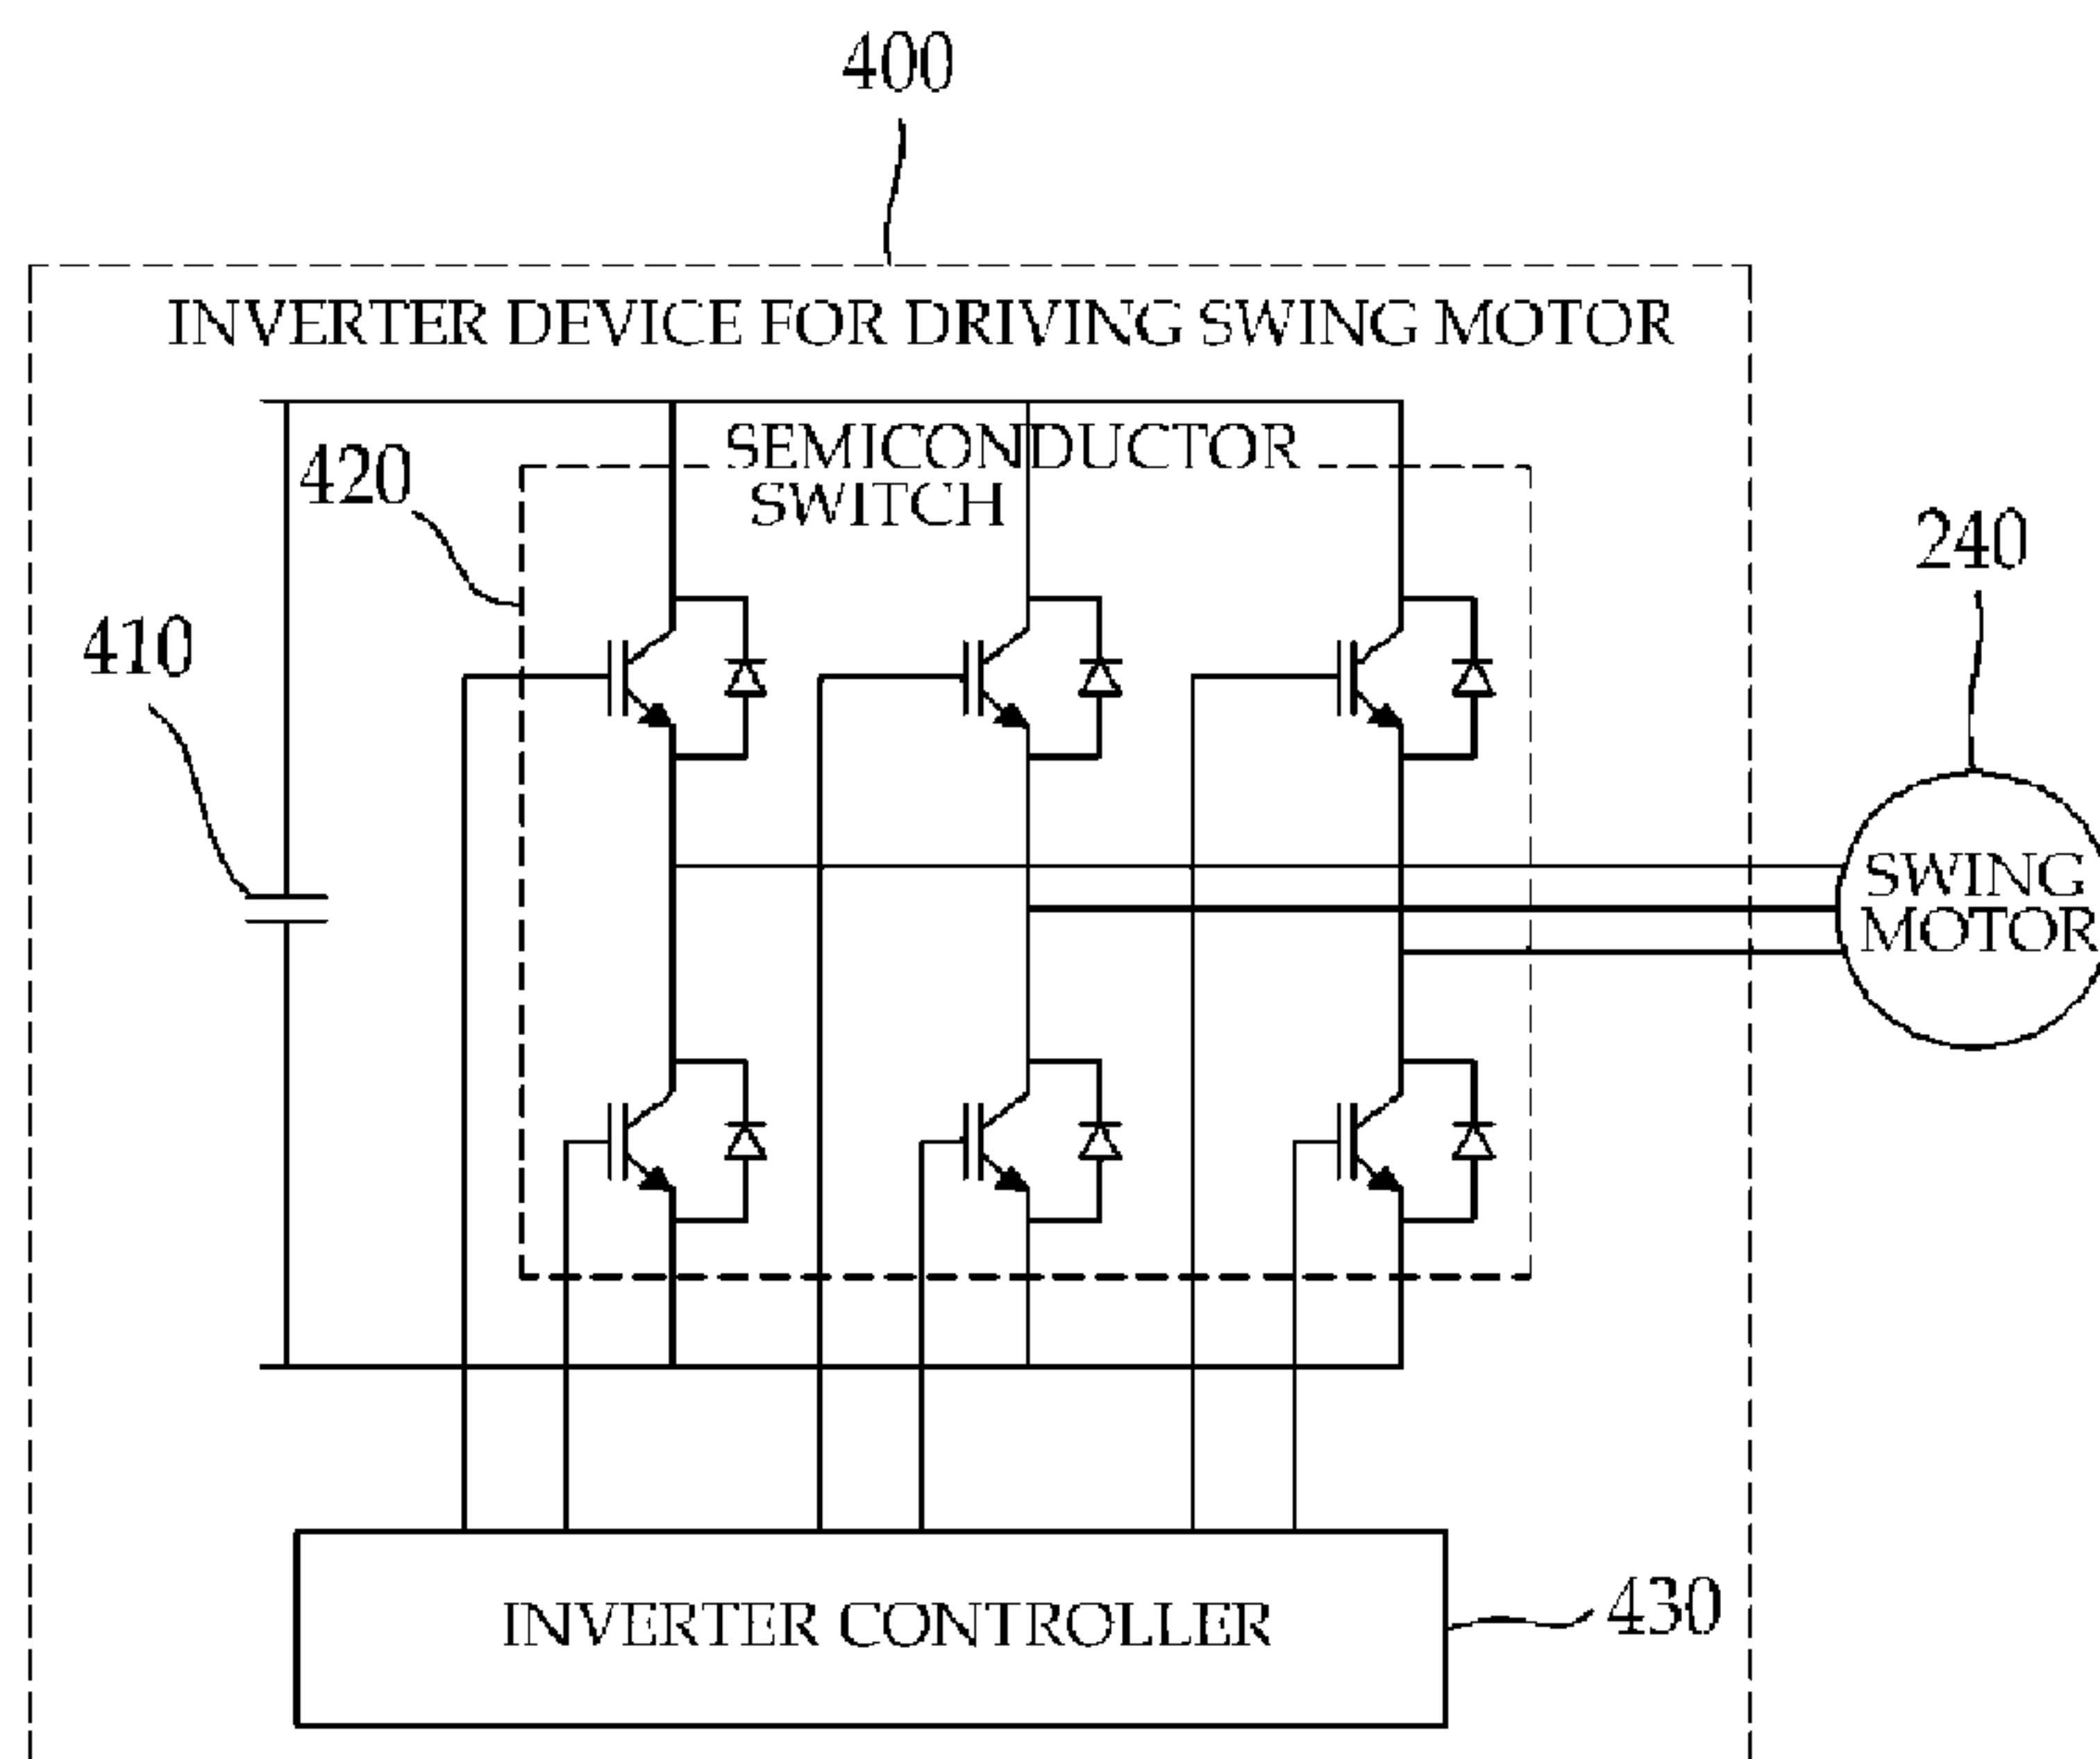 400
INVERTER DEVICE FOR DRIVING SWING MOTOR
SEMICONDUCTOR
SWITCH
420
240
410
SWING
MOTOR
INVERTER CONTROLLER
430